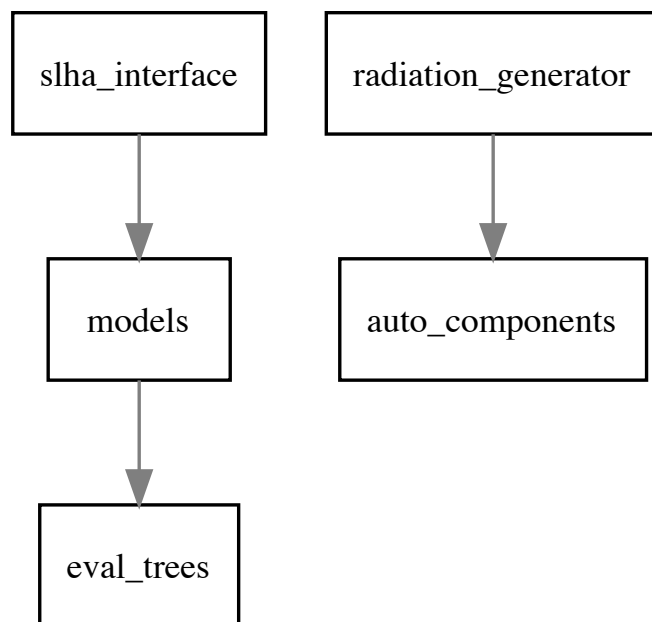 slha_interface
radiation_generator
models
auto_components
eval_trees